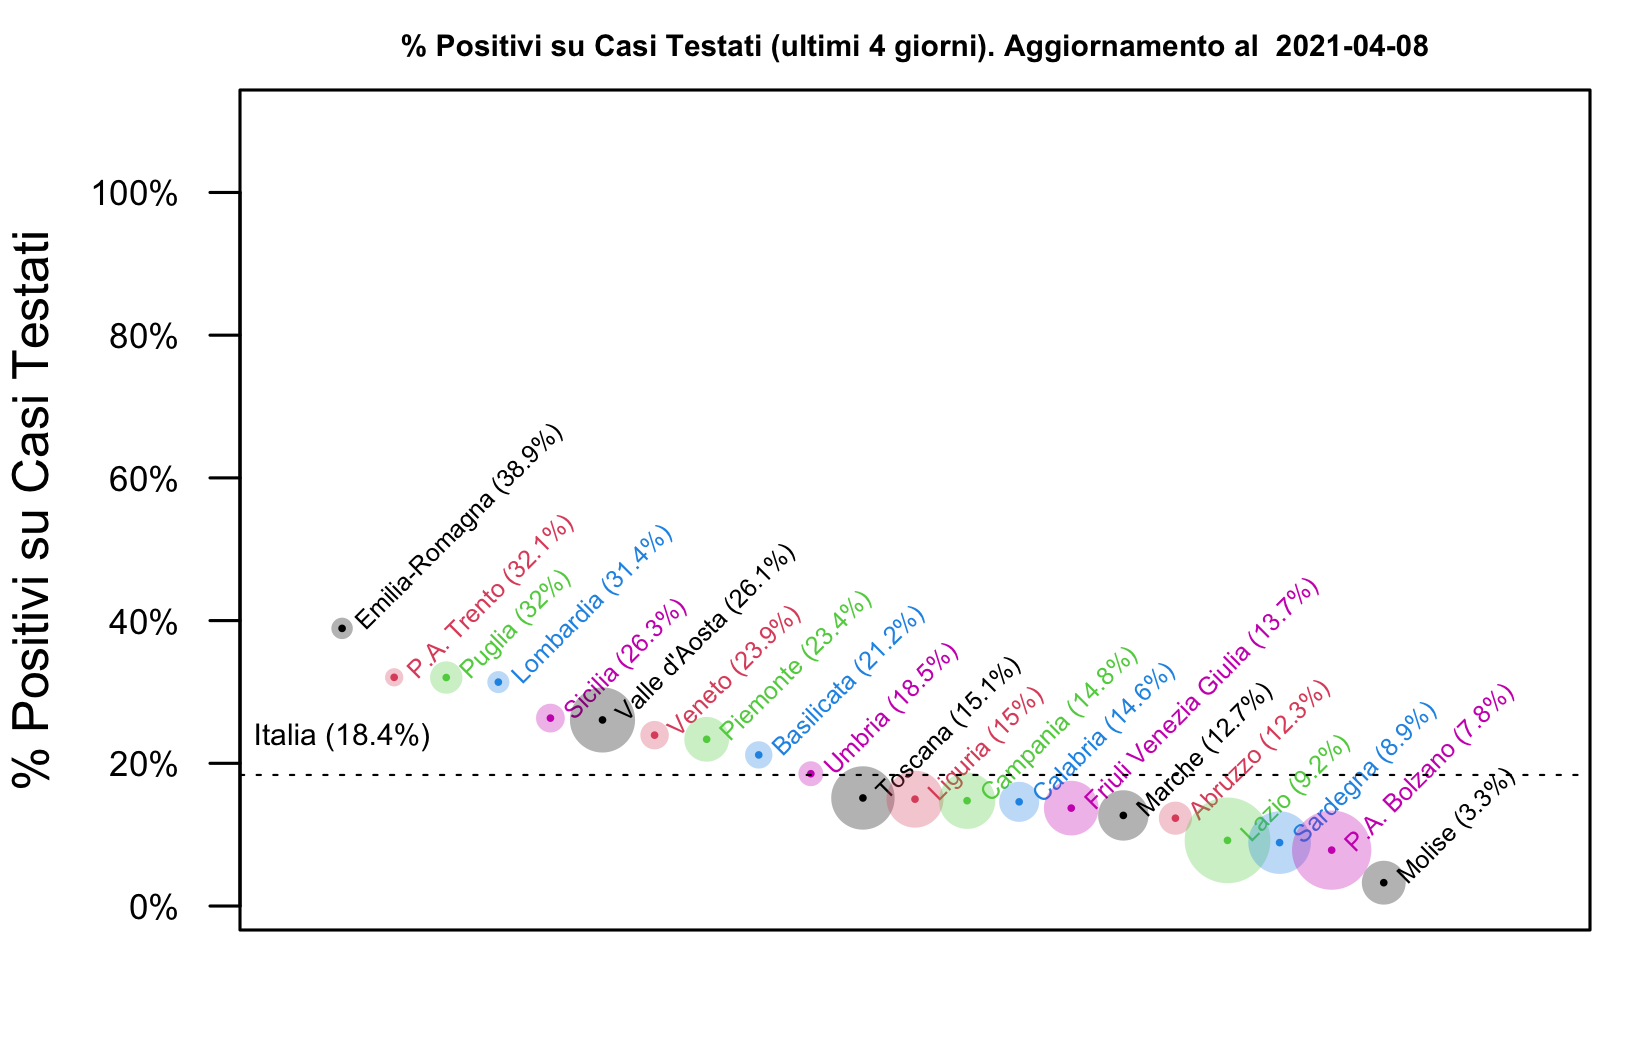 % Positivi su Casi Testati (ultimi 4 giorni). Aggiornamento al  2021-04-08
% Positivi su Casi Testati
100%
80%
60%
40%
20%
0%
Italia (18.4%)
Emilia-Romagna (38.9%)
P.A. Trento (32.1%)
Puglia (32%)
Lombardia (31.4%)
Sicilia (26.3%)
Valle d'Aosta (26.1%)
Veneto (23.9%)
Piemonte (23.4%)
Basilicata (21.2%)
Umbria (18.5%)
Toscana (15.1%)
Liguria (15%)
Campania (14.8%)
Calabria (14.6%)
Friuli Venezia Giulia (13.7%)
Marche (12.7%)
Abruzzo (12.3%)
Lazio (9.2%)
Sardegna (8.9%)
P.A. Bolzano (7.8%)
Molise (3.3%)